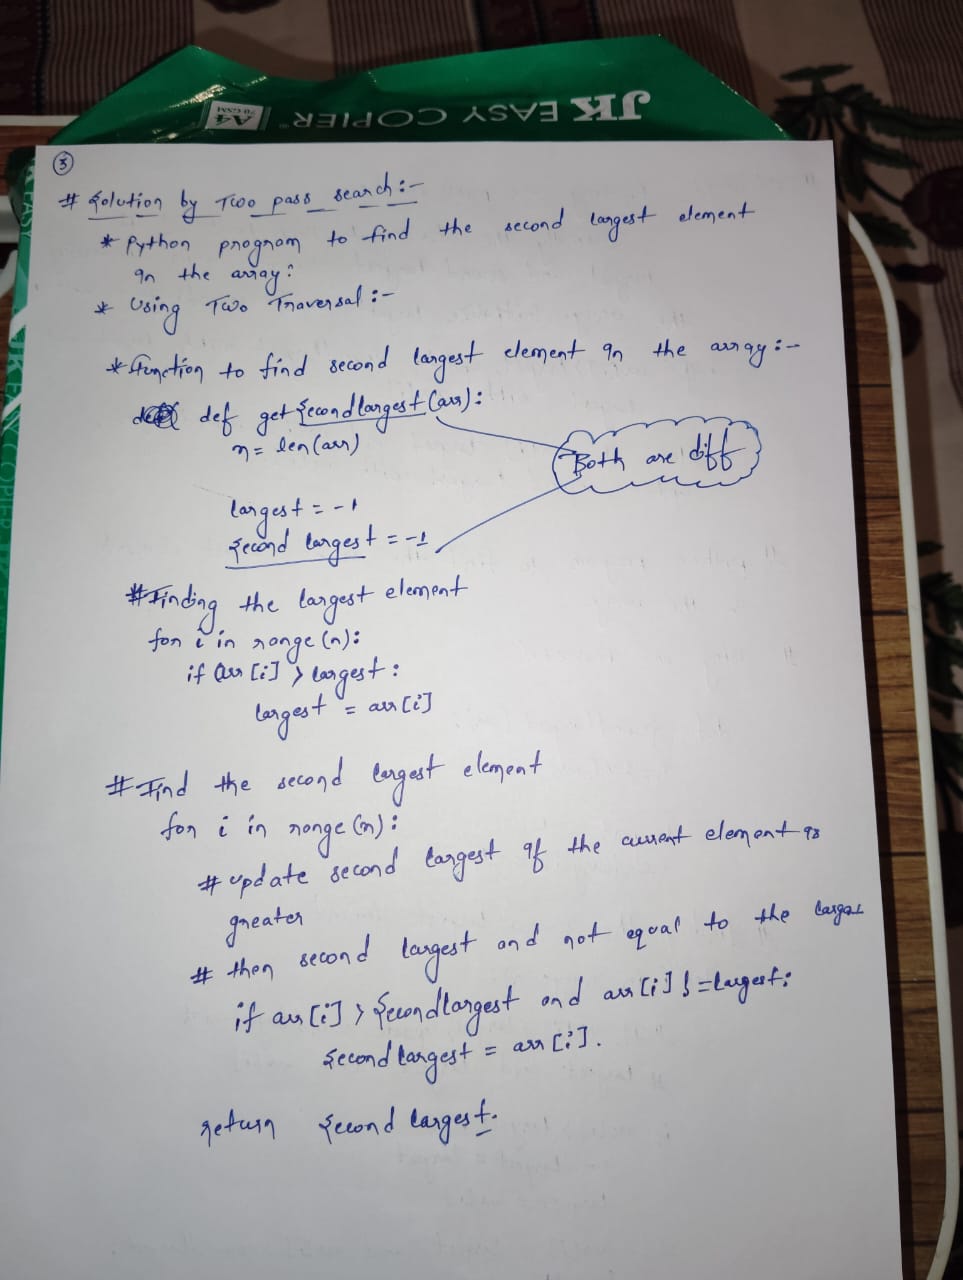 JK EASY COPIER
A4
70 GSM
3
# Solution by Two pass search :-
* Python program to find the second largest element
in the array:
* Using Two Traversal :-
* function to find second largest element in the array :-
def get Secondlargest (arr) :
n = len (arr)
Both are diff
largest = -1
Second largest = -1
# Finding the largest element
for i in range (n) :
if arr [i] > largest :
largest = arr [i]
# Find the second largest element
for i in range (n) :
# update second largest if the current element is
greater
# then second largest and not equal to the larges
if arr [i] > Secondlargest and arr [i] != largest :
Second largest = arr [i] .
return Second largest.